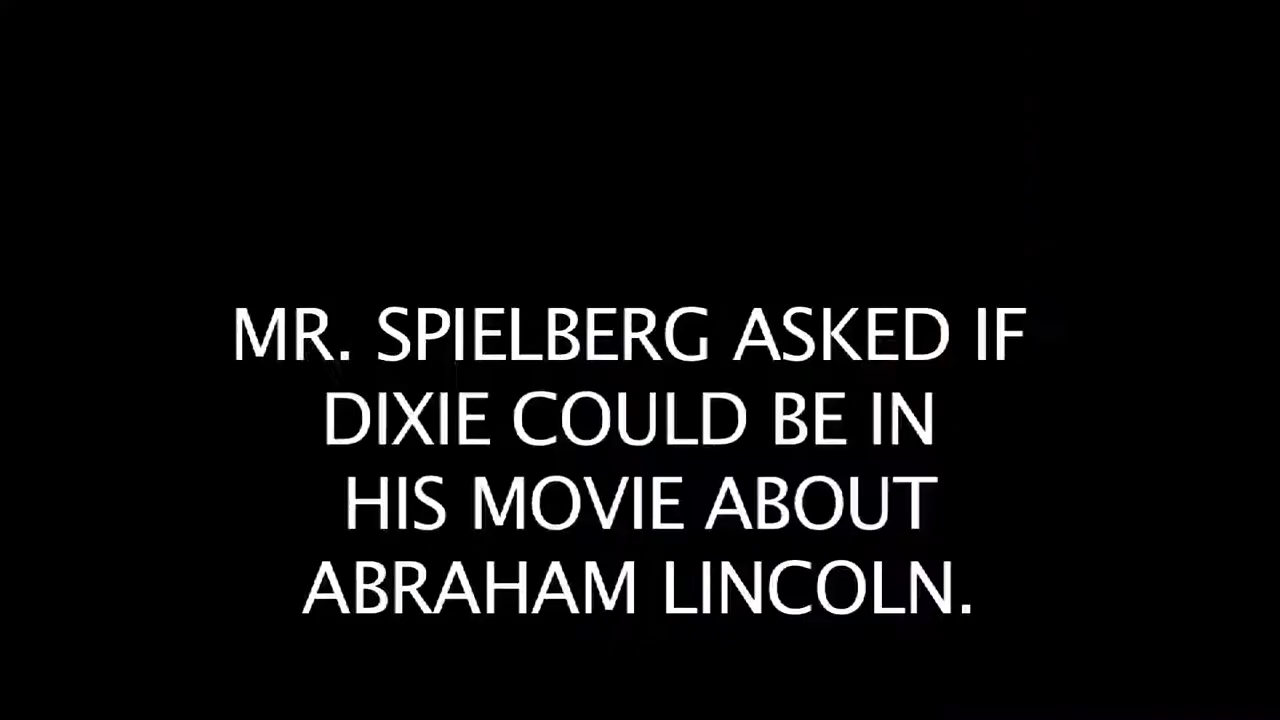 MR. SPIELBERG ASKED IF
DIXIE COULD BE IN
HIS MOVIE ABOUT
ABRAHAM LINCOLN.